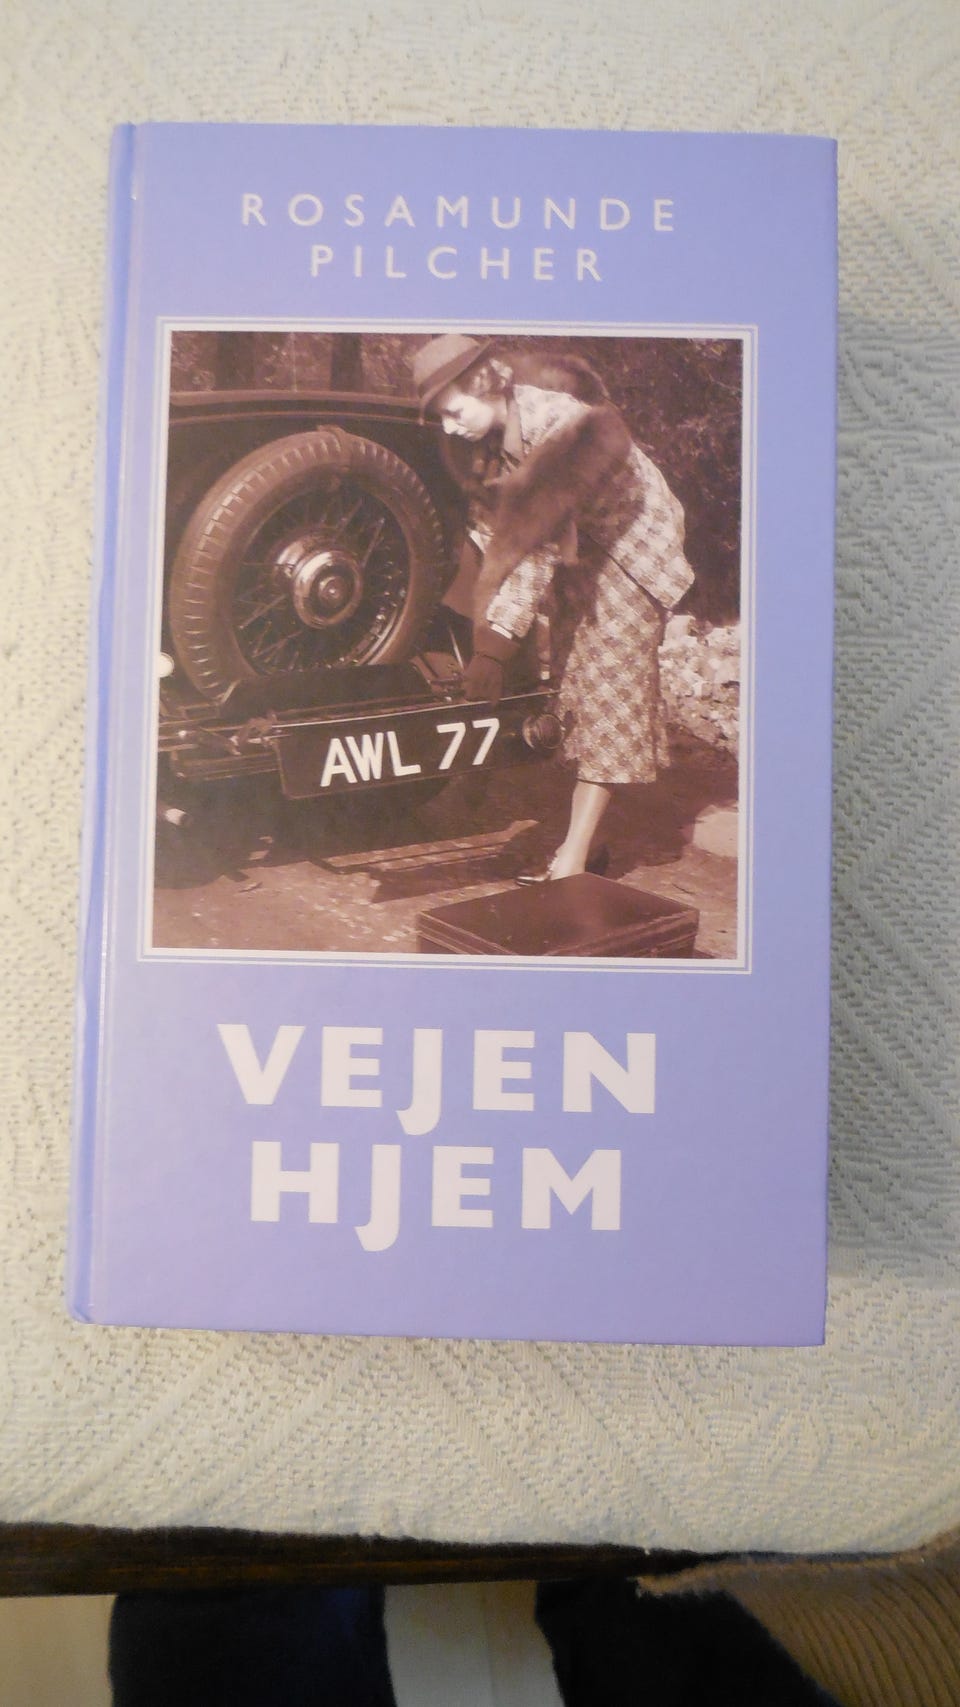 ROSAMUNDE
PILCHER
AWL 77
VEJEN
HJEM